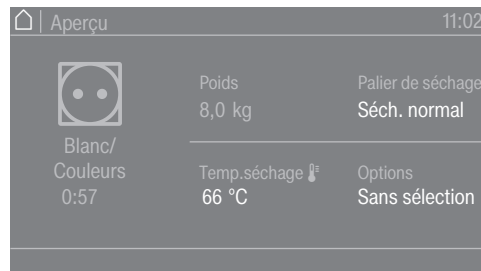 Aperçu
11:02
Blanc/
Couleurs
0:57
Poids
8,0 kg
Palier de séchage
Séch. normal
Temp.séchage
66 °C
Options
Sans sélection